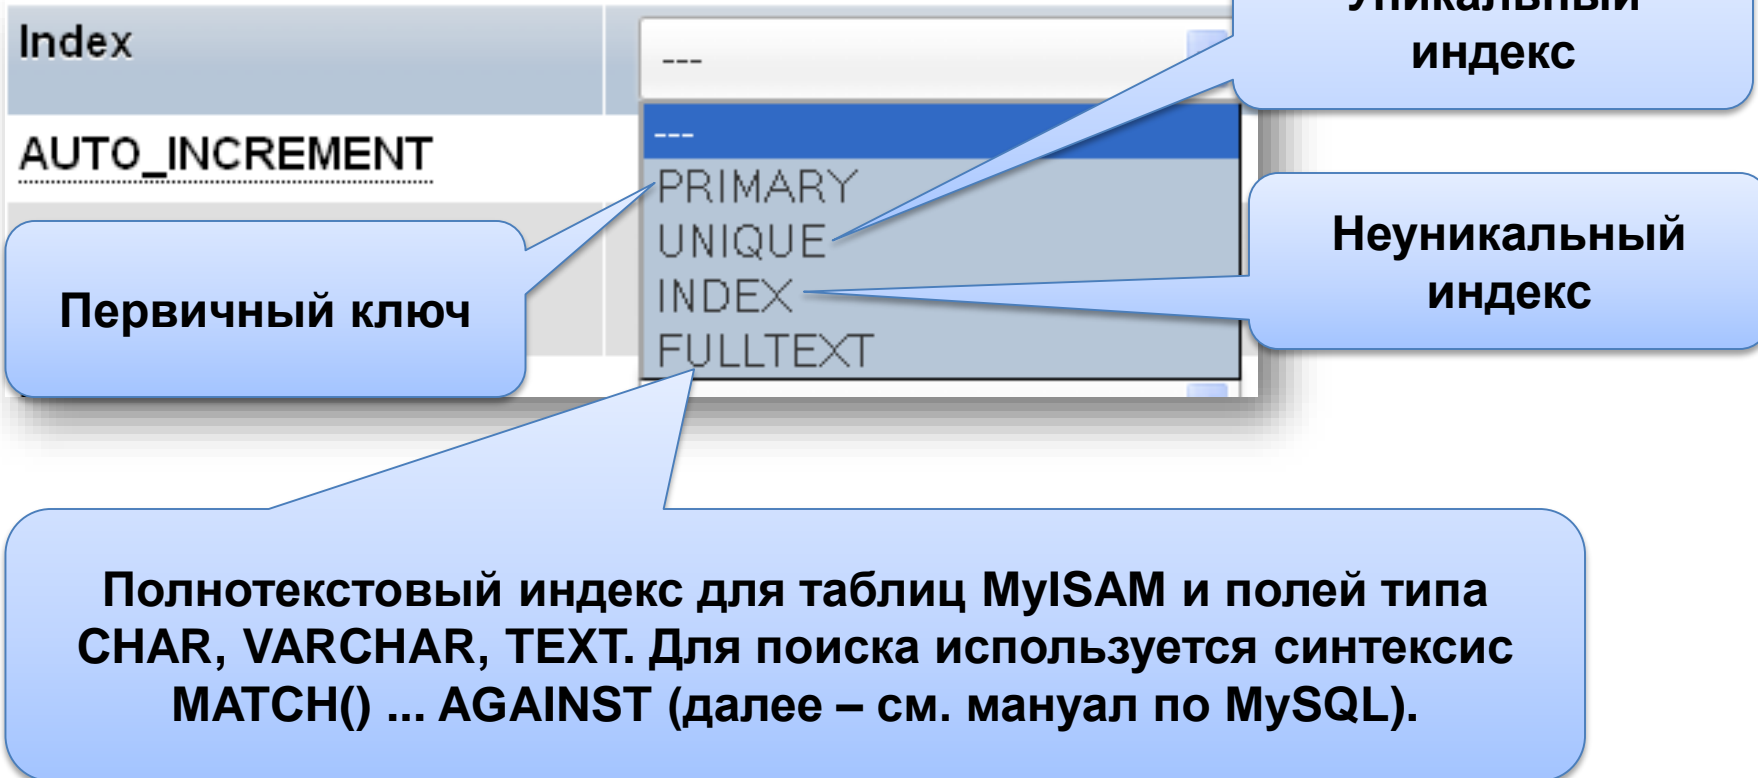 Уникальный
индекс
Index
---
---
AUTO_INCREMENT
PRIMARY
UNIQUE
INDEX
FULLTEXT
Первичный ключ
Неуникальный
индекс
Полнотекстовый индекс для таблиц MyISAM и полей типа
CHAR, VARCHAR, TEXT. Для поиска используется синтексис
MATCH() ... AGAINST (далее – см. мануал по MySQL).